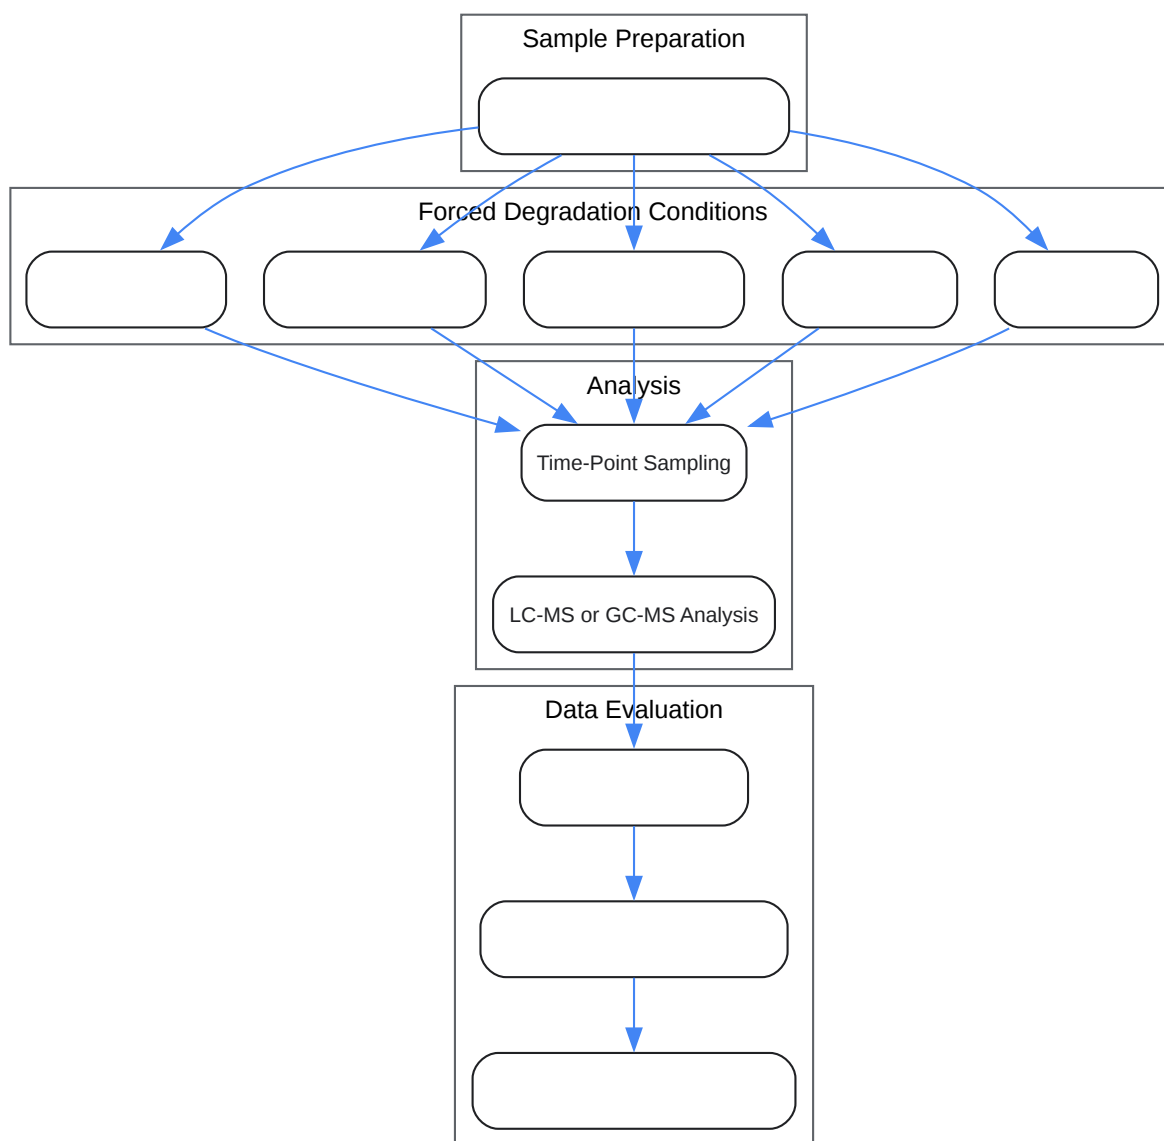 Sample Preparation
Forced Degradation Conditions
Analysis
Time-Point Sampling
LC-MS or GC-MS Analysis
Data Evaluation